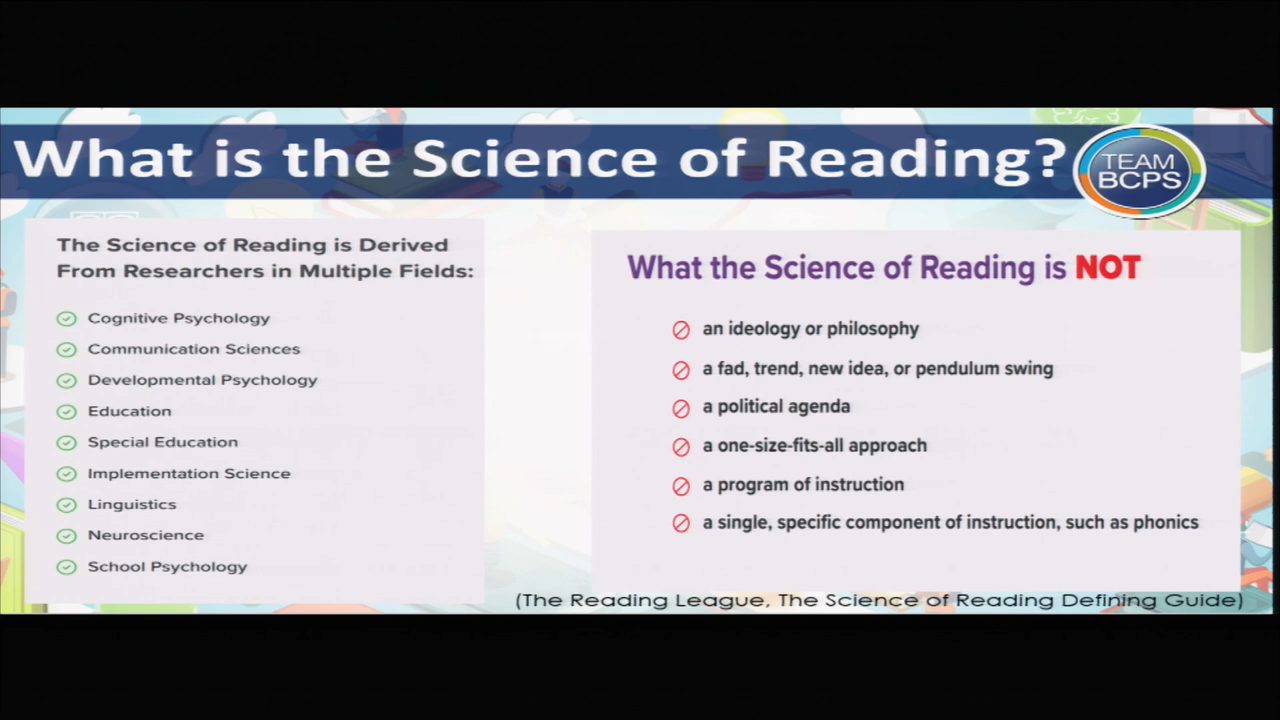 What is the Science of Reading?
TEAM
BCPS
The Science of Reading is Derived
From Researchers in Multiple Fields:
Cognitive Psychology
Communication Sciences
Developmental Psychology
Education
Special Education
Implementation Science
Linguistics
Neuroscience
School Psychology
What the Science of Reading is NOT
an ideology or philosophy
a fad, trend, new idea, or pendulum swing
a political agenda
a one-size-fits-all approach
a program of instruction
a single, specific component of instruction, such as phonics
(The Reading League, The Science of Reading Defining Guide)